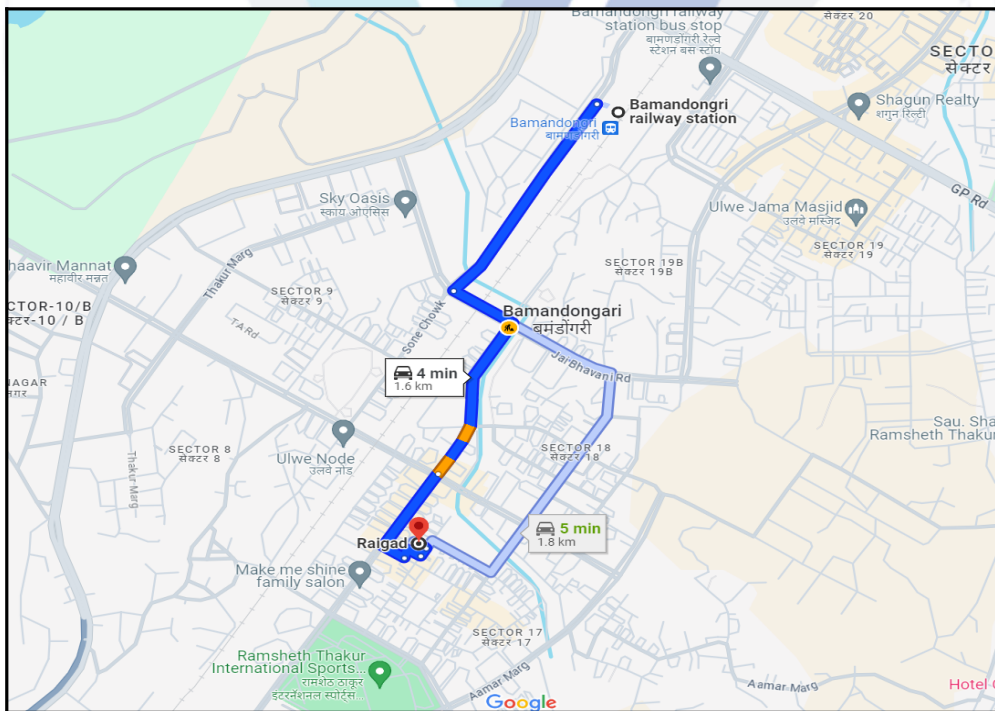 Bamandongri railway
station bus stop
बामणडोंगरी रेल्वे
स्टेशन बस स्टॉप
सेक्टर 20
SECTO
सेक्टर
Bamandongri
railway station
Bamandongri
बामणडोंगरी
Shagun Realty
शगुन रिल्टी
GP Rd
Sky Oasis
स्काय ओएसिस
Ulwe Jama Masjid
उलवे मस्जिद
SECTOR 19
सेक्टर 19
haavir Mannat
महावीर मन्नत
Thakur Marg
SECTOR 19B
सेक्टर 19B
SECTOR 9
सेक्टर 9
CTOR-10/B
क्टर-10 / B
TA Rd
Sone Chowk
Bamandongari
बमंडोंगरी
JarBhavani Rd
4 min
1.6 km
NAGAR
नगर
SECTOR 8
सेक्टर 8
Thakur Marg
Ulwe Node
उलवे नोड
SECTOR 18
सेक्टर 18
Sau. Sha
Ramsheth Thakur
5 min
1.8 km
Raigad
Make me shine
family salon
SECTOR 17
सेक्टर 17
Ramsheth Thakur
International Sports...
रामशेठ ठाकूर
इंटरनॅशनल स्पोर्ट्स...
Aamar Marg
Aamar Marg
Hotel
Google